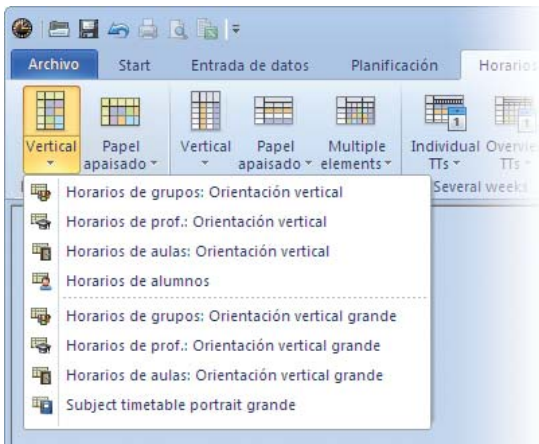 Archivo Start Entrada de datos Planificación Horarios
Vertical Papel apaisado Vertical Papel apaisado Multiple elements Individual TTs Overview TTs
Several weeks
Horarios de grupos: Orientación vertical
Horarios de prof.: Orientación vertical
Horarios de aulas: Orientación vertical
Horarios de alumnos
Horarios de grupos: Orientación vertical grande
Horarios de prof.: Orientación vertical grande
Horarios de aulas: Orientación vertical grande
Subject timetable portrait grande